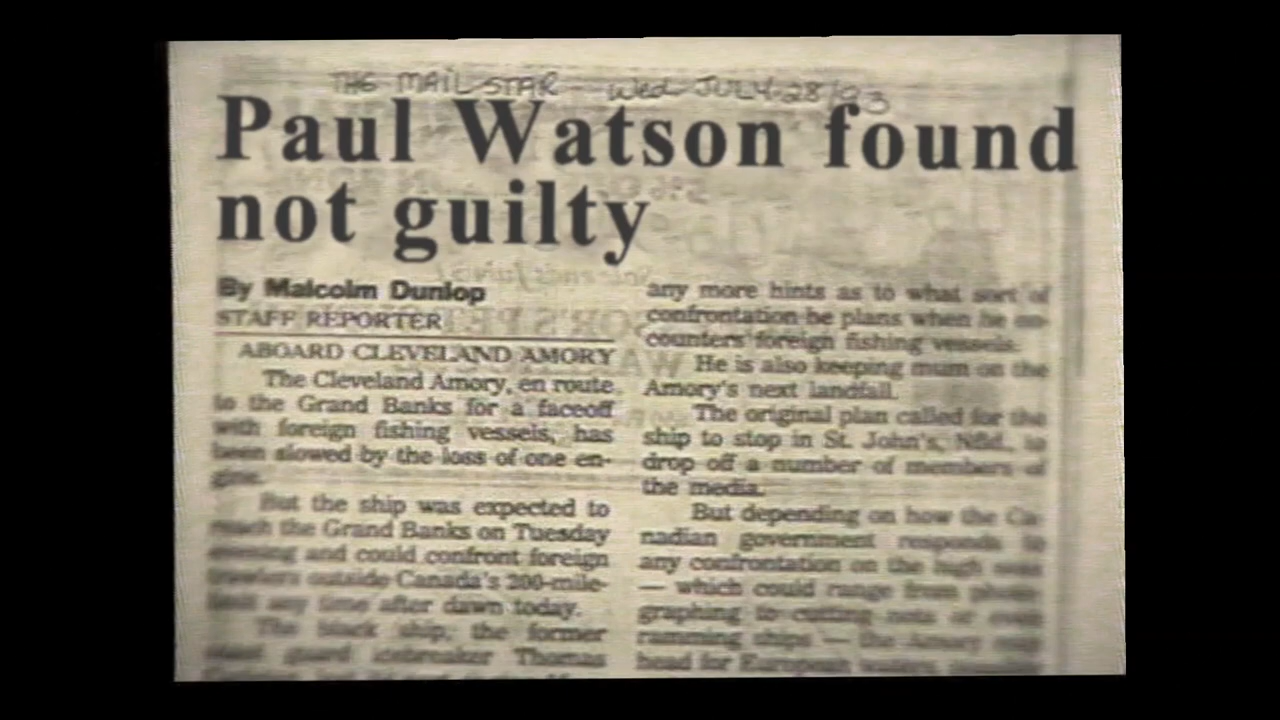 THE MAIL STAR - Wed JULY 28/93
Paul Watson found
not guilty
By Malcolm Dunlop
STAFF REPORTER
ABOARD CLEVELAND AMORY
The Cleveland Amory, en route
to the Grand Banks for a faceoff
with foreign fishing vessels, has
been slowed by the loss of one en-
gine.
But the ship was expected to
reach the Grand Banks on Tuesday
evening and could confront foreign
trawlers outside Canada's 200-mile-
limit any time after dawn today.
The black ship, the former
coast guard icebreaker Thomas
any more hints as to what sort of
confrontation he plans when he en-
counters foreign fishing vessels.
He is also keeping mum on the
Amory's next landfall.
The original plan called for the
ship to stop in St. John's, Nfld., to
drop off a number of members of
the media.
But depending on how the Ca-
nadian government responds to
any confrontation on the high seas
— which could range from photo-
graphing to cutting nets or even
ramming ships — the Amory may
head for European waters